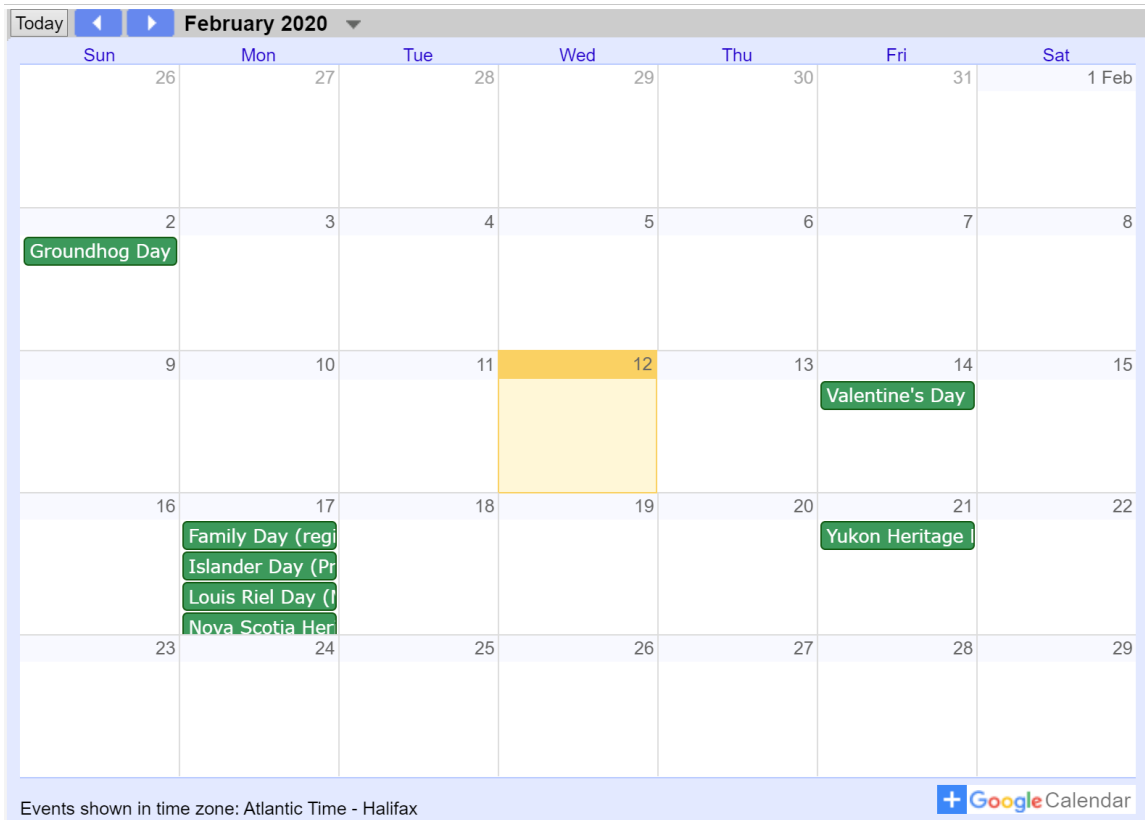 Today February 2020
Sun Mon Tue Wed Thu Fri Sat
26 27 28 29 30 31 1 Feb
2 3 4 5 6 7 8
Groundhog Day
9 10 11 12 13 14 15
Valentine's Day
16 17 18 19 20 21 22
Family Day (regi Yukon Heritage
Islander Day (Pr
Louis Riel Day (
Nova Scotia Her
23 24 25 26 27 28 29
Events shown in time zone: Atlantic Time - Halifax
+ Google Calendar